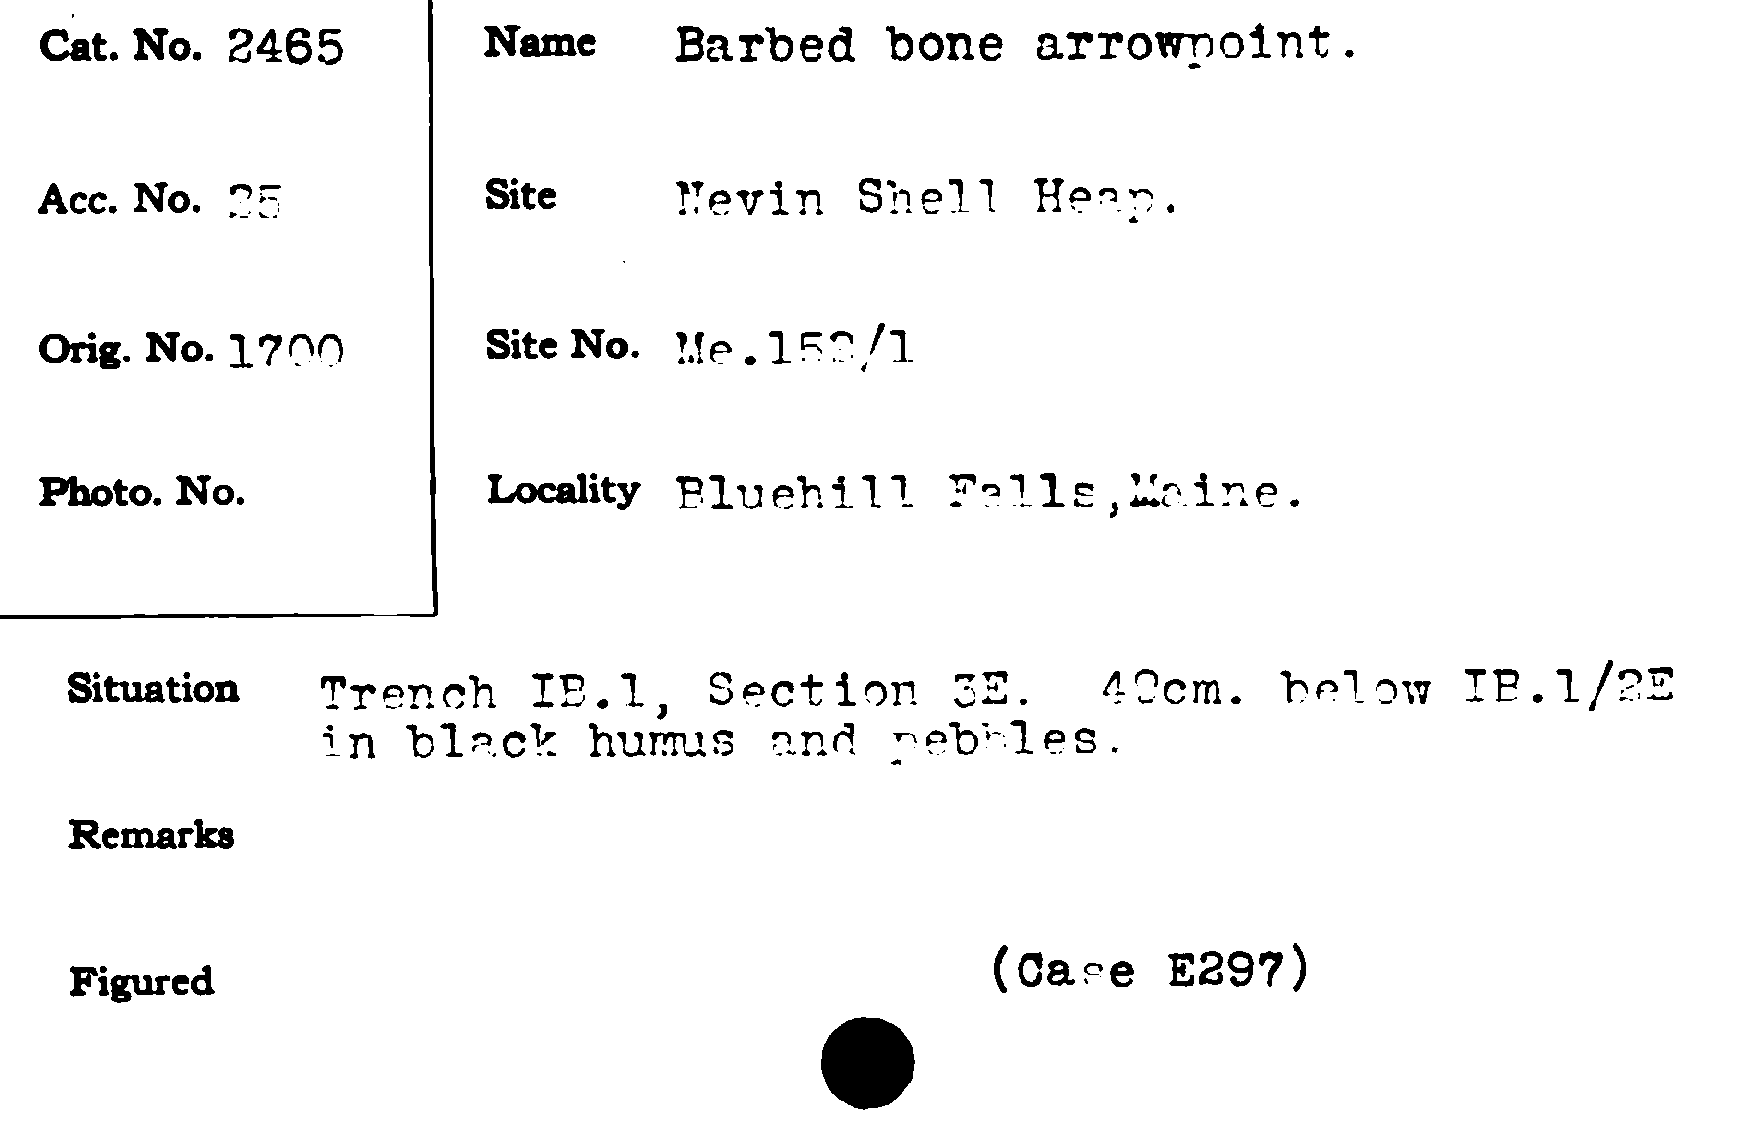 Cat. No. 2465
Name Barbed bone arrowpoint.
Acc. No. 25
Site Nevin Shell Heap.
Orig. No. 1700
Site No. Me.152/1
Photo. No.
Locality Bluehill Falls,Maine.
Situation Trench IB.1, Section 3E. 40cm. below IB.1/2E
in black humus and pebbles.
Remarks
Figured
(Case E297)